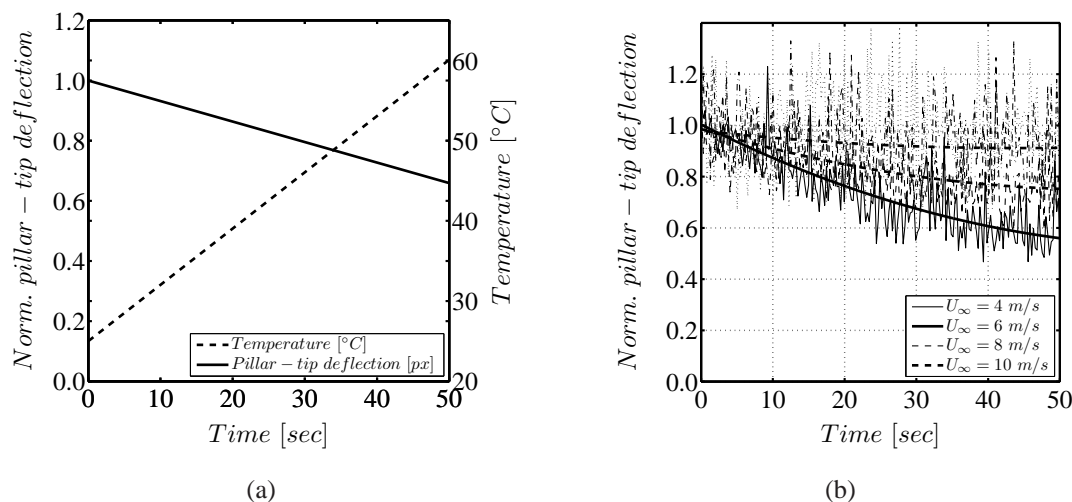 1.2
1.0
0.8
0.6
0.4
0.2
0.0
Norm. pillar − tip deflection
60
50
40
30
20
Temperature [°C]
Temperature [°C]
Pillar − tip deflection [px]
0 10 20 30 40 50
Time [sec]
(a)
1.2
1.0
0.8
0.6
0.4
0.2
0.0
Norm. pillar − tip deflection
U∞ = 4 m/s
U∞ = 6 m/s
U∞ = 8 m/s
U∞ = 10 m/s
0 10 20 30 40 50
Time [sec]
(b)